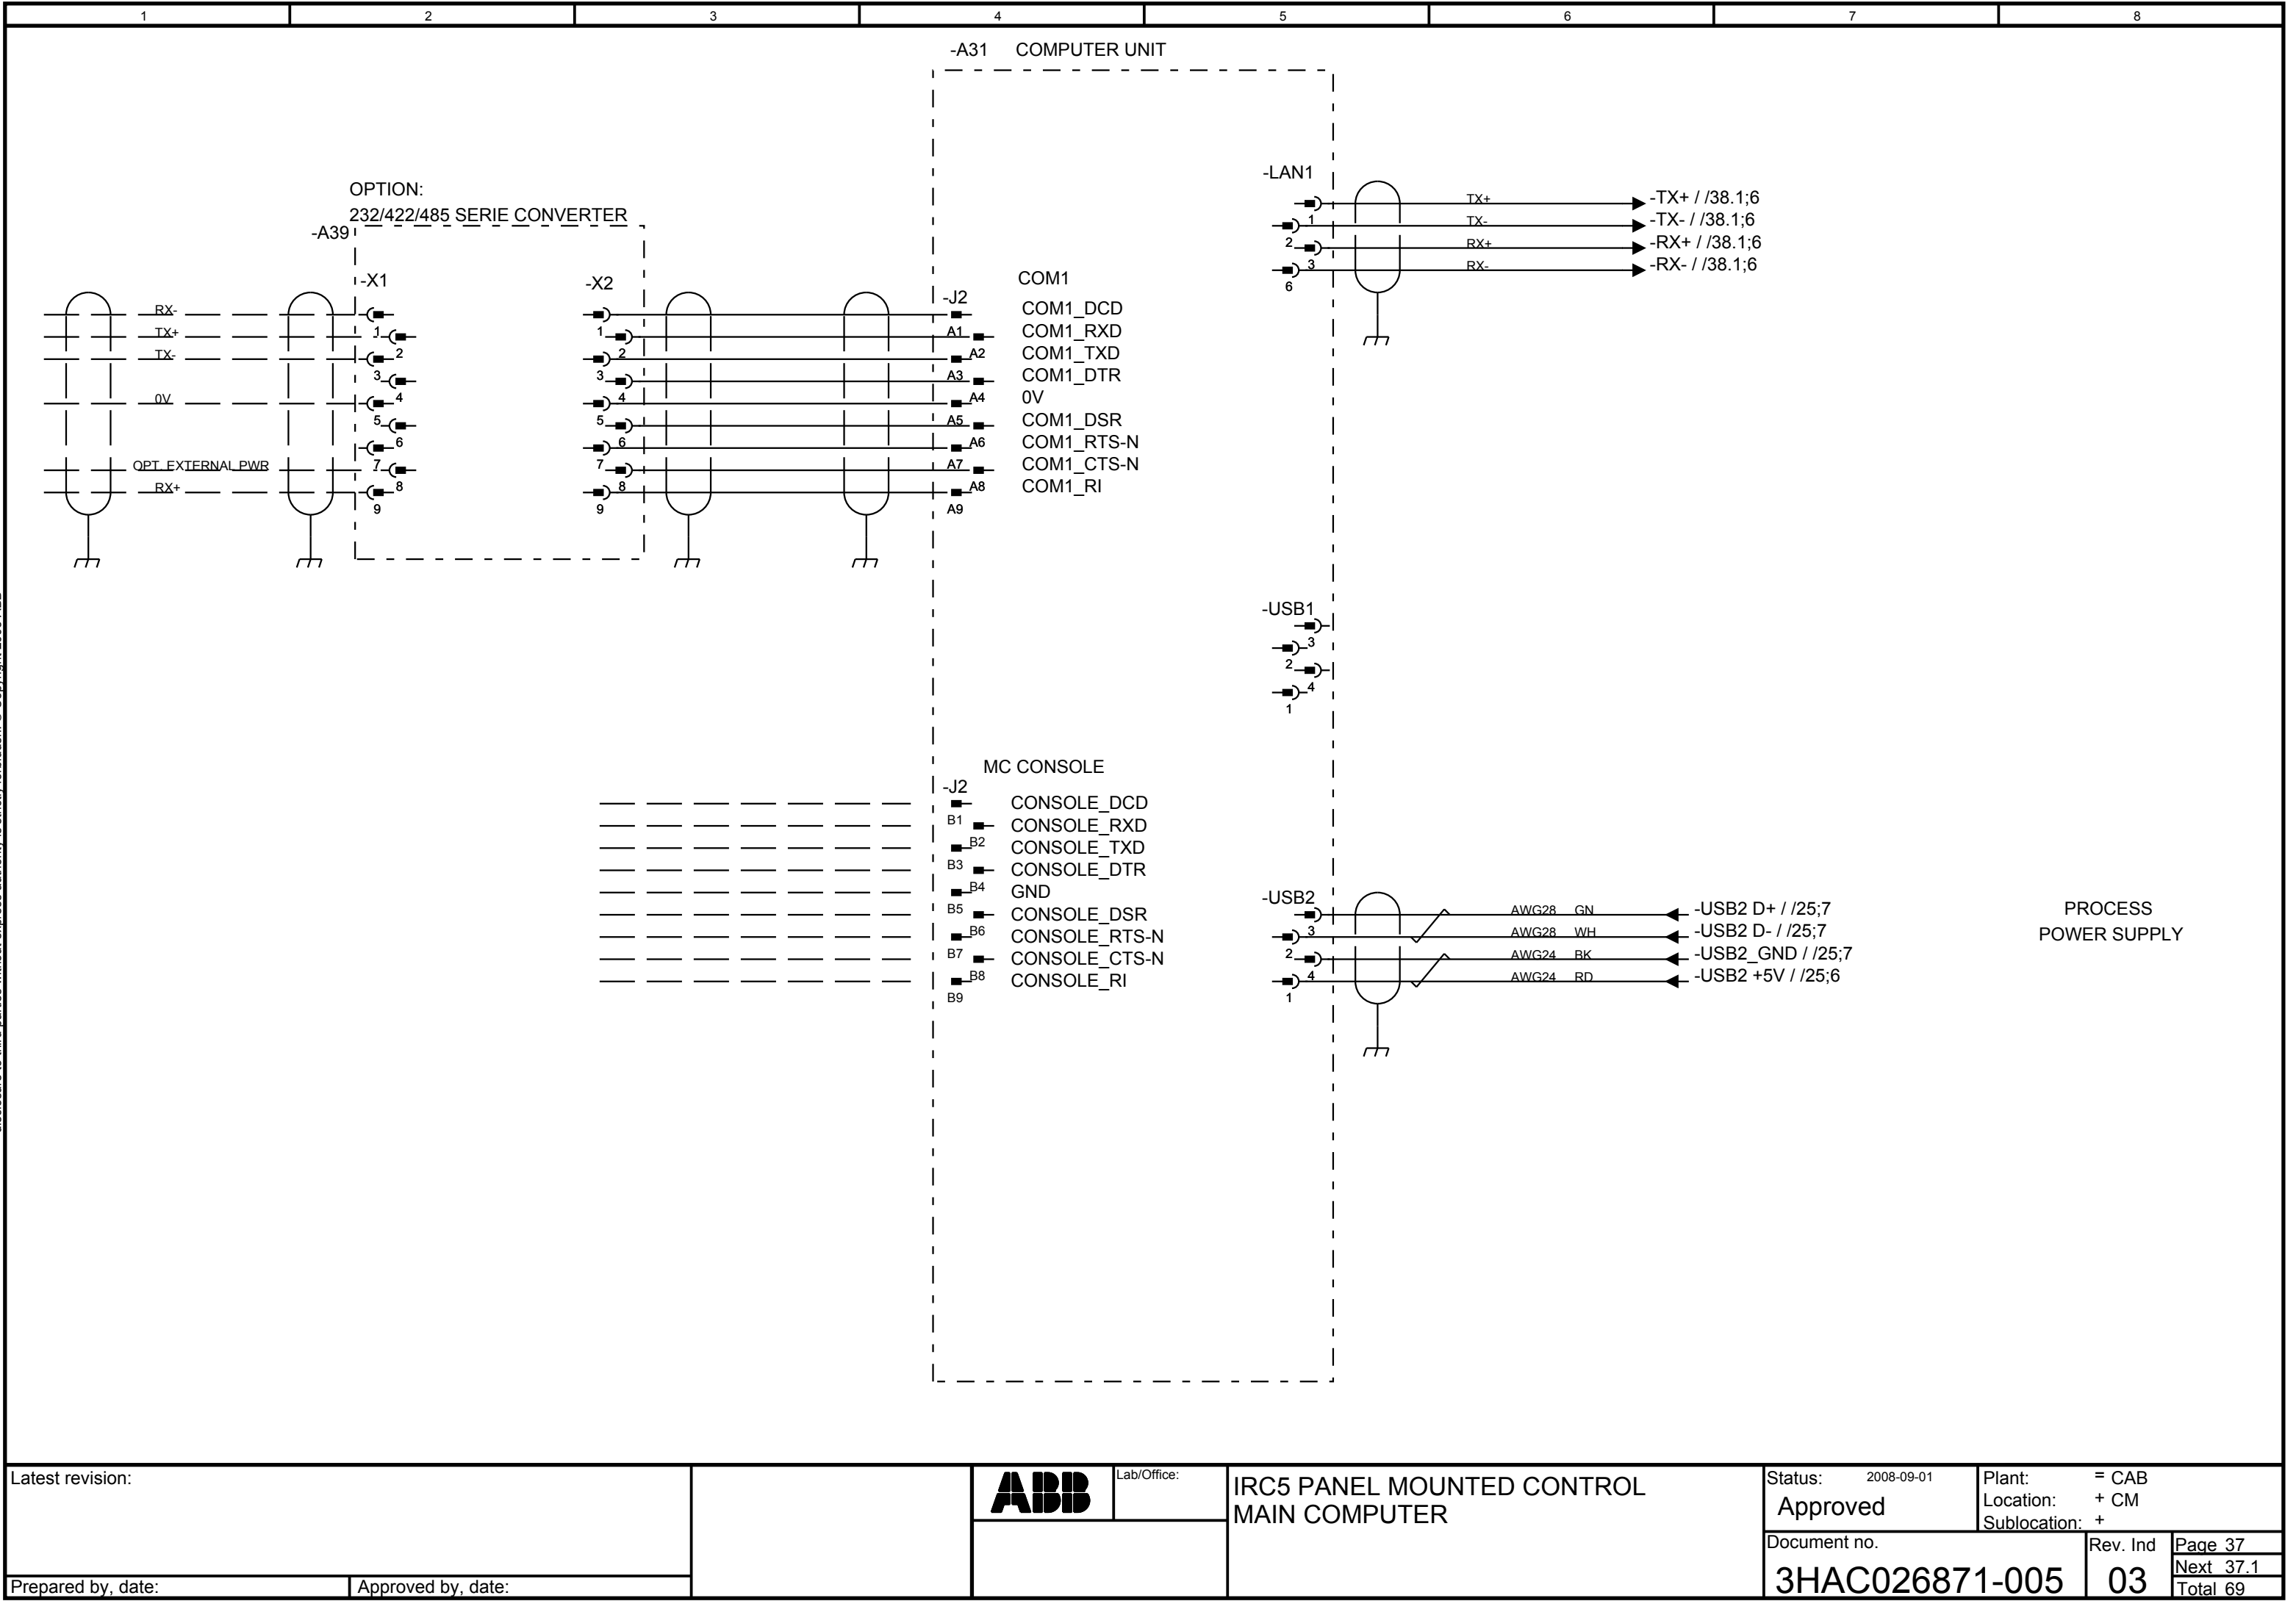 1 2 3 4 5 6 7 8
-A31 COMPUTER UNIT
OPTION:
232/422/485 SERIE CONVERTER
-A39
-X1
-X2
RX-
TX+
TX-
0V
OPT. EXTERNAL PWR
RX+
1
2
3
4
5
6
7
8
9
1
2
3
4
5
6
7
8
9
COM1
-J2
COM1_DCD
A1 COM1_RXD
A2 COM1_TXD
A3 COM1_DTR
A4 0V
A5 COM1_DSR
A6 COM1_RTS-N
A7 COM1_CTS-N
A8 COM1_RI
A9
-LAN1
TX+ -TX+ / /38.1;6
1 TX- -TX- / /38.1;6
2 RX+ -RX+ / /38.1;6
3 RX- -RX- / /38.1;6
6
-USB1
3
2
4
1
MC CONSOLE
-J2
CONSOLE_DCD
B1 CONSOLE_RXD
B2 CONSOLE_TXD
B3 CONSOLE_DTR
B4 GND
B5 CONSOLE_DSR
B6 CONSOLE_RTS-N
B7 CONSOLE_CTS-N
B8 CONSOLE_RI
B9
-USB2
AWG28 GN -USB2 D+ / /25;7
3 AWG28 WH -USB2 D- / /25;7
2 AWG24 BK -USB2_GND / /25;7
4 AWG24 RD -USB2 +5V / /25;6
1
PROCESS
POWER SUPPLY
Latest revision:
Prepared by, date:
Approved by, date:
ABB
Lab/Office:
IRC5 PANEL MOUNTED CONTROL
MAIN COMPUTER
Status: 2008-09-01
Approved
Plant: = CAB
Location: + CM
Sublocation: +
Document no.
3HAC026871-005
Rev. Ind
03
Page 37
Next 37.1
Total 69